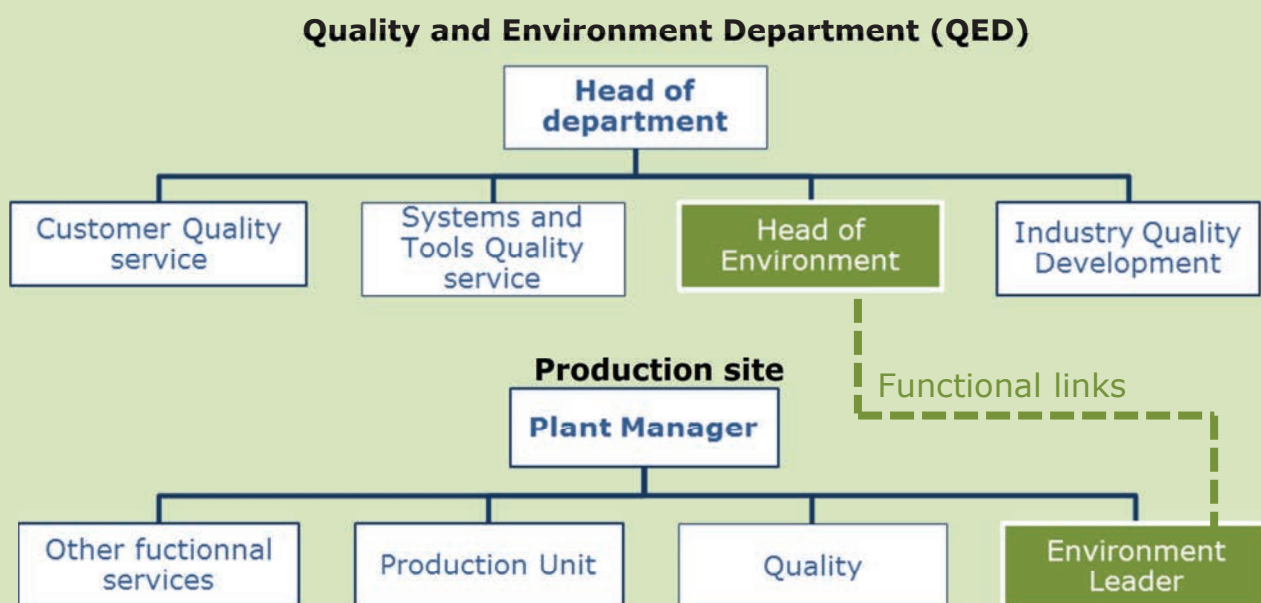 Quality and Environment Department (QED)
Head of
department
Customer Quality
service
Systems and
Tools Quality
service
Head of
Environment
Industry Quality
Development
Functional links
Production site
Plant Manager
Other fuctionnal
services
Production Unit
Quality
Environment
Leader